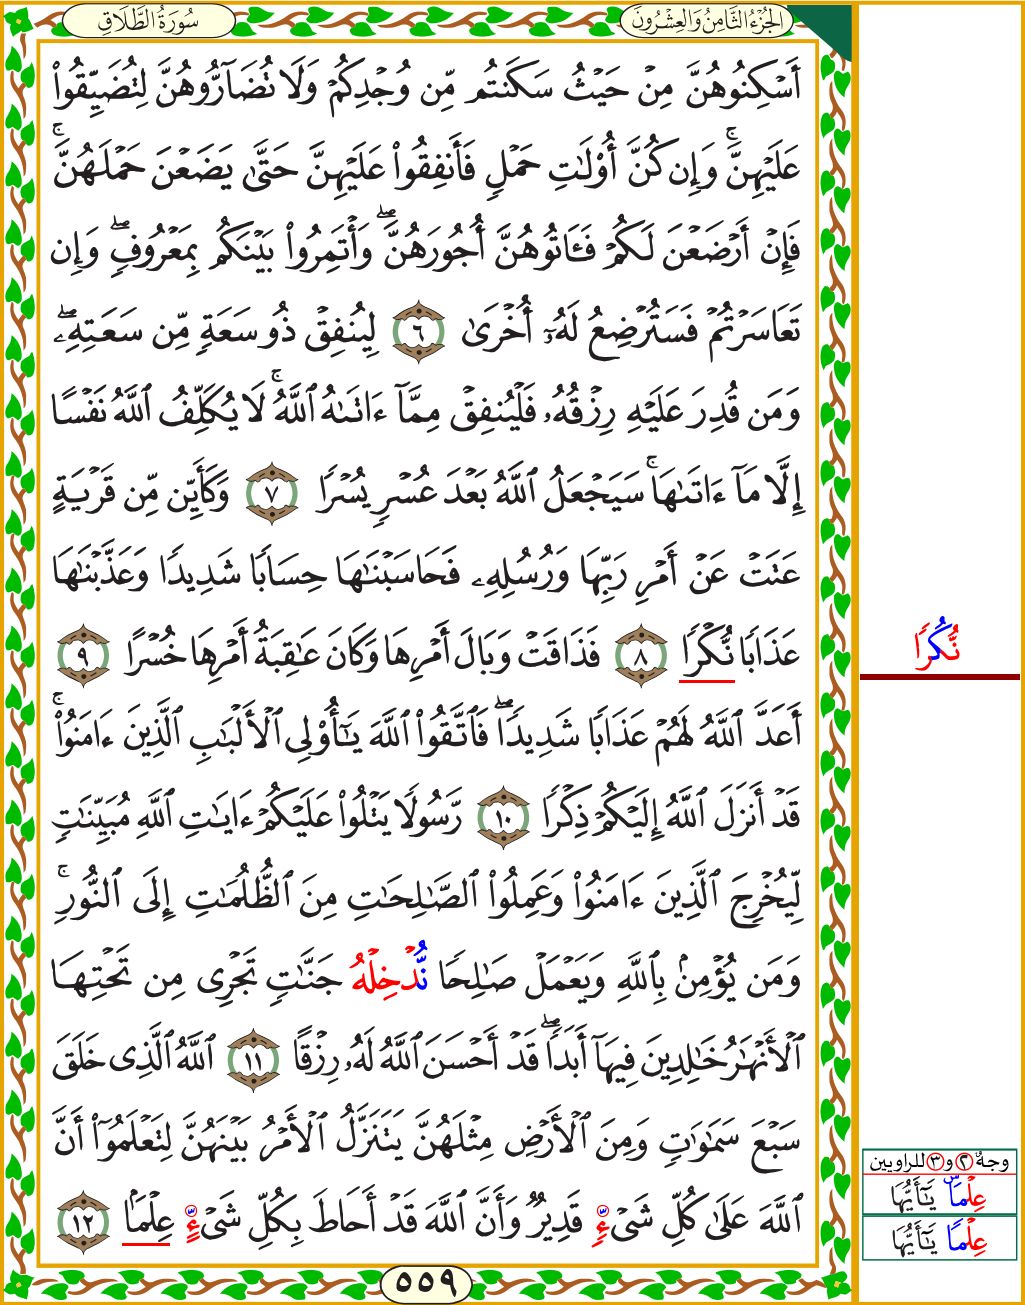 الجُزْءُ الثَّامِنُ وَالعِشْرُونَ
سُورَةُ الطَّلَاقِ
أَسْكِنُوهُنَّ مِنْ حَيْثُ سَكَنتُم مِّن وُجْدِكُمْ وَلَا تُضَآرُّوهُنَّ لِتُضَيِّقُوا۟
عَلَيْهِنَّ ۚ وَإِن كُنَّ أُو۟لَٰتِ حَمْلٍ فَأَنفِقُوا۟ عَلَيْهِنَّ حَتَّىٰ يَضَعْنَ حَمْلَهُنَّ ۚ
فَإِنْ أَرْضَعْنَ لَكُمْ فَـَٔاتُوهُنَّ أُجُورَهُنَّ ۖ وَأْتَمِرُوا۟ بَيْنَكُم بِمَعْرُوفٍ ۖ وَإِن
تَعَاسَرْتُمْ فَسَتُرْضِعُ لَهُۥٓ أُخْرَىٰ ٦ لِيُنفِقْ ذُو سَعَةٍ مِّن سَعَتِهِۦ ۖ
وَمَن قُدِرَ عَلَيْهِ رِزْقُهُۥ فَلْيُنفِقْ مِمَّآ ءَاتَىٰهُ ٱللَّهُ ۚ لَا يُكَلِّفُ ٱللَّهُ نَفْسًا
إِلَّا مَآ ءَاتَىٰهَا ۚ سَيَجْعَلُ ٱللَّهُ بَعْدَ عُسْرٍ يُسْرًا ٧ وَكَأَيِّن مِّن قَرْيَةٍ
عَتَتْ عَنْ أَمْرِ رَبِّهَا وَرُسُلِهِۦ فَحَاسَبْنَٰهَا حِسَابًا شَدِيدًا وَعَذَّبْنَٰهَا
عَذَابًا نُّكْرًا ٨ فَذَاقَتْ وَبَالَ أَمْرِهَا وَكَانَ عَٰقِبَةُ أَمْرِهَا خُسْرًا ٩
نُّكُرًا
أَعَدَّ ٱللَّهُ لَهُمْ عَذَابًا شَدِيدًا ۖ فَٱتَّقُوا۟ ٱللَّهَ يَٰٓأُو۟لِى ٱلْأَلْبَٰبِ ٱلَّذِينَ ءَامَنُوا۟ ۚ
قَدْ أَنزَلَ ٱللَّهُ إِلَيْكُمْ ذِكْرًا ١٠ رَّسُولًا يَتْلُوا۟ عَلَيْكُمْ ءَايَٰتِ ٱللَّهِ مُبَيِّنَٰتٍ
لِّيُخْرِجَ ٱلَّذِينَ ءَامَنُوا۟ وَعَمِلُوا۟ ٱلصَّٰلِحَٰتِ مِنَ ٱلظُّلُمَٰتِ إِلَى ٱلنُّورِ ۚ
وَمَن يُؤْمِنۢ بِٱللَّهِ وَيَعْمَلْ صَٰلِحًا نُّدْخِلْهُ جَنَّٰتٍ تَجْرِى مِن تَحْتِهَا
ٱلْأَنْهَٰرُ خَٰلِدِينَ فِيهَآ أَبَدًا ۖ قَدْ أَحْسَنَ ٱللَّهُ لَهُۥ رِزْقًا ١١ ٱللَّهُ ٱلَّذِى خَلَقَ
سَبْعَ سَمَٰوَٰتٍ وَمِنَ ٱلْأَرْضِ مِثْلَهُنَّ يَتَنَزَّلُ ٱلْأَمْرُ بَيْنَهُنَّ لِتَعْلَمُوٓا۟ أَنَّ
ٱللَّهَ عَلَىٰ كُلِّ شَىْءٍ قَدِيرٌ وَأَنَّ ٱللَّهَ قَدْ أَحَاطَ بِكُلِّ شَىْءٍ عِلْمًۢا ١٢
وجهُ ٢ و ٣ للراويين
عِلْمًا يَٰٓأَيُّهَا
عِلْمًا يَٰٓأَيُّهَا
٥٥٩